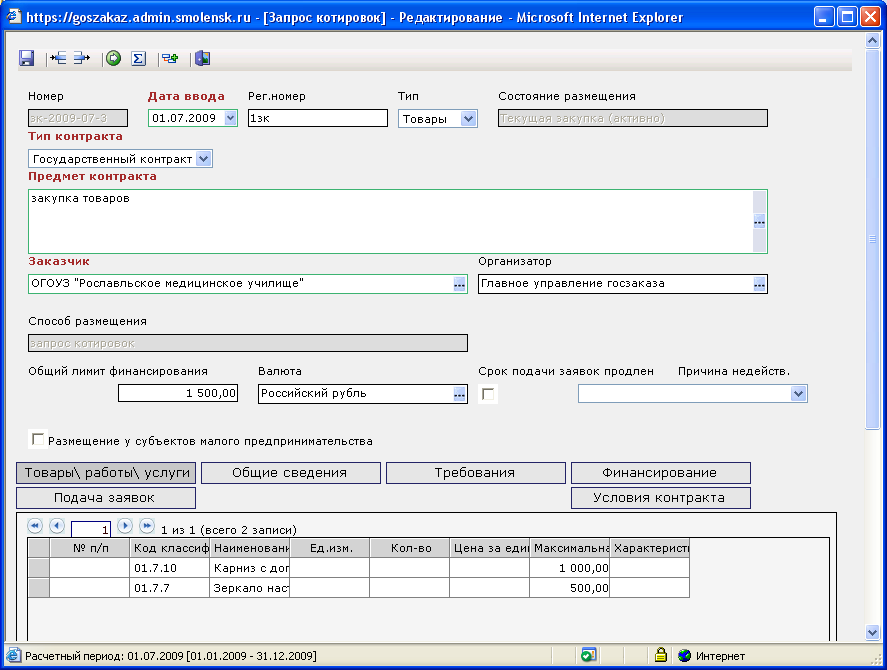 https://goszakaz.admin.smolensk.ru - [Запрос котировок] - Редактирование - Microsoft Internet Explorer
Номер Дата ввода Рег.номер Тип Состояние размещения
зк-2009-07-3 01.07.2009 1зк Товары Текущая закупка (активно)
Тип контракта
Государственный контракт
Предмет контракта
закупка товаров
...
Заказчик Организатор
ОГОУЗ "Рославльское медицинское училище" ... Главное управление госзаказа ...
Способ размещения
запрос котировок
Общий лимит финансирования Валюта Срок подачи заявок продлен Причина недейств.
1 500,00 Российский рубль ...
Размещение у субъектов малого предпринимательства
Товары\ работы\ услуги Общие сведения Требования Финансирование
Подача заявок Условия контракта
1 1 из 1 (всего 2 записи)
№ п/п Код классиф Наименовани Ед.изм. Кол-во Цена за еди Максимальна Характерист
01.7.10 Карниз с доп 1 000,00
01.7.7 Зеркало наст 500,00
Расчетный период: 01.07.2009 [01.01.2009 - 31.12.2009] Интернет